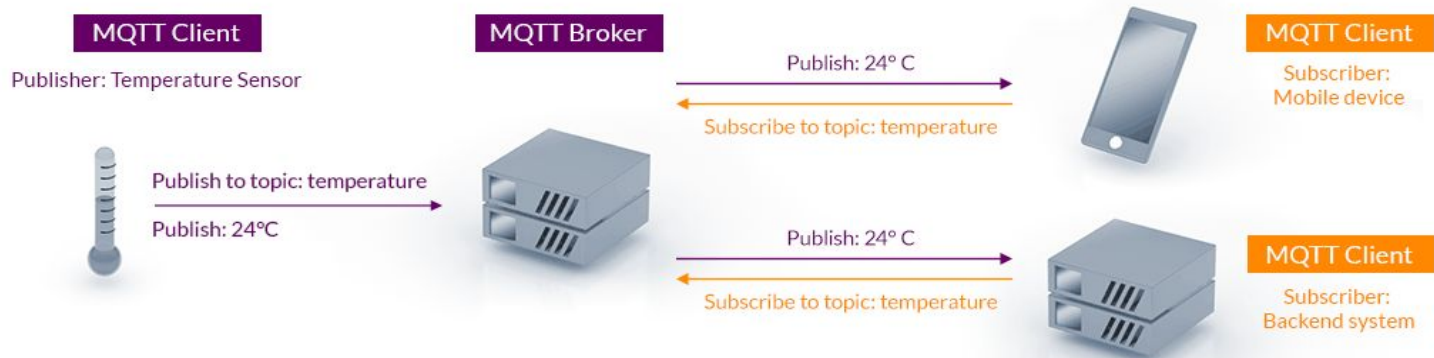 MQTT Client
Publisher: Temperature Sensor
Publish to topic: temperature
Publish: 24°C
MQTT Broker
Publish: 24° C
Subscribe to topic: temperature
MQTT Client
Subscriber:
Mobile device
Publish: 24° C
Subscribe to topic: temperature
MQTT Client
Subscriber:
Backend system